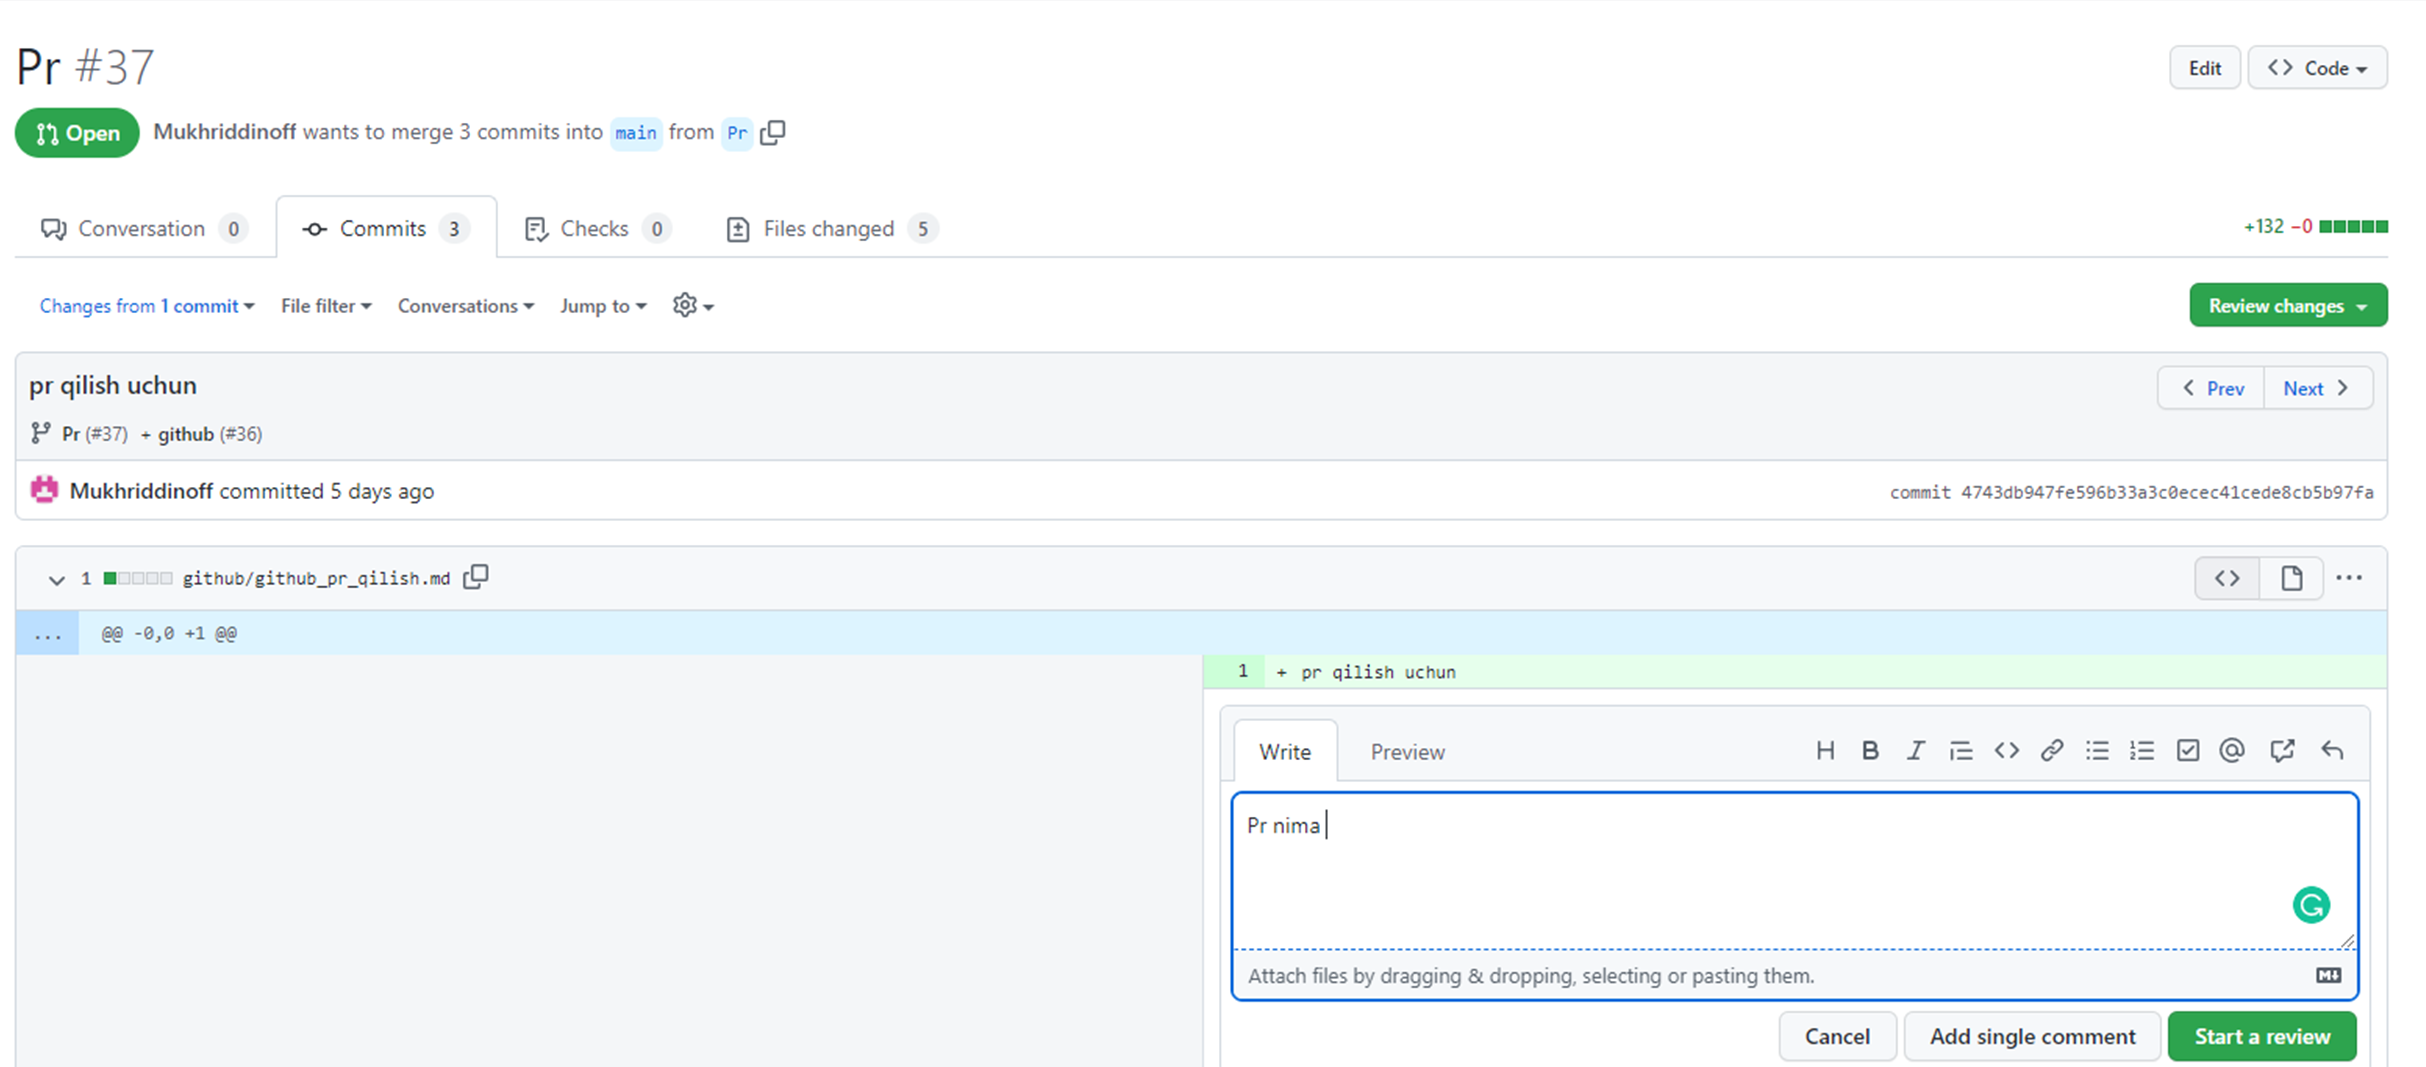 Pr #37
Edit
Code
Open
Mukhriddinoff wants to merge 3 commits into main from Pr
Conversation 0
Commits 3
Checks 0
Files changed 5
+132 −0
Changes from 1 commit
File filter
Conversations
Jump to
Review changes
pr qilish uchun
Prev
Next
Pr (#37) + github (#36)
Mukhriddinoff committed 5 days ago
commit 4743db947fe596b33a3c0ecec41cede8cb5b97fa
1 github/github_pr_qilish.md
... @@ -0,0 +1 @@
1 + pr qilish uchun
Write
Preview
Pr nima
Attach files by dragging & dropping, selecting or pasting them.
Cancel
Add single comment
Start a review